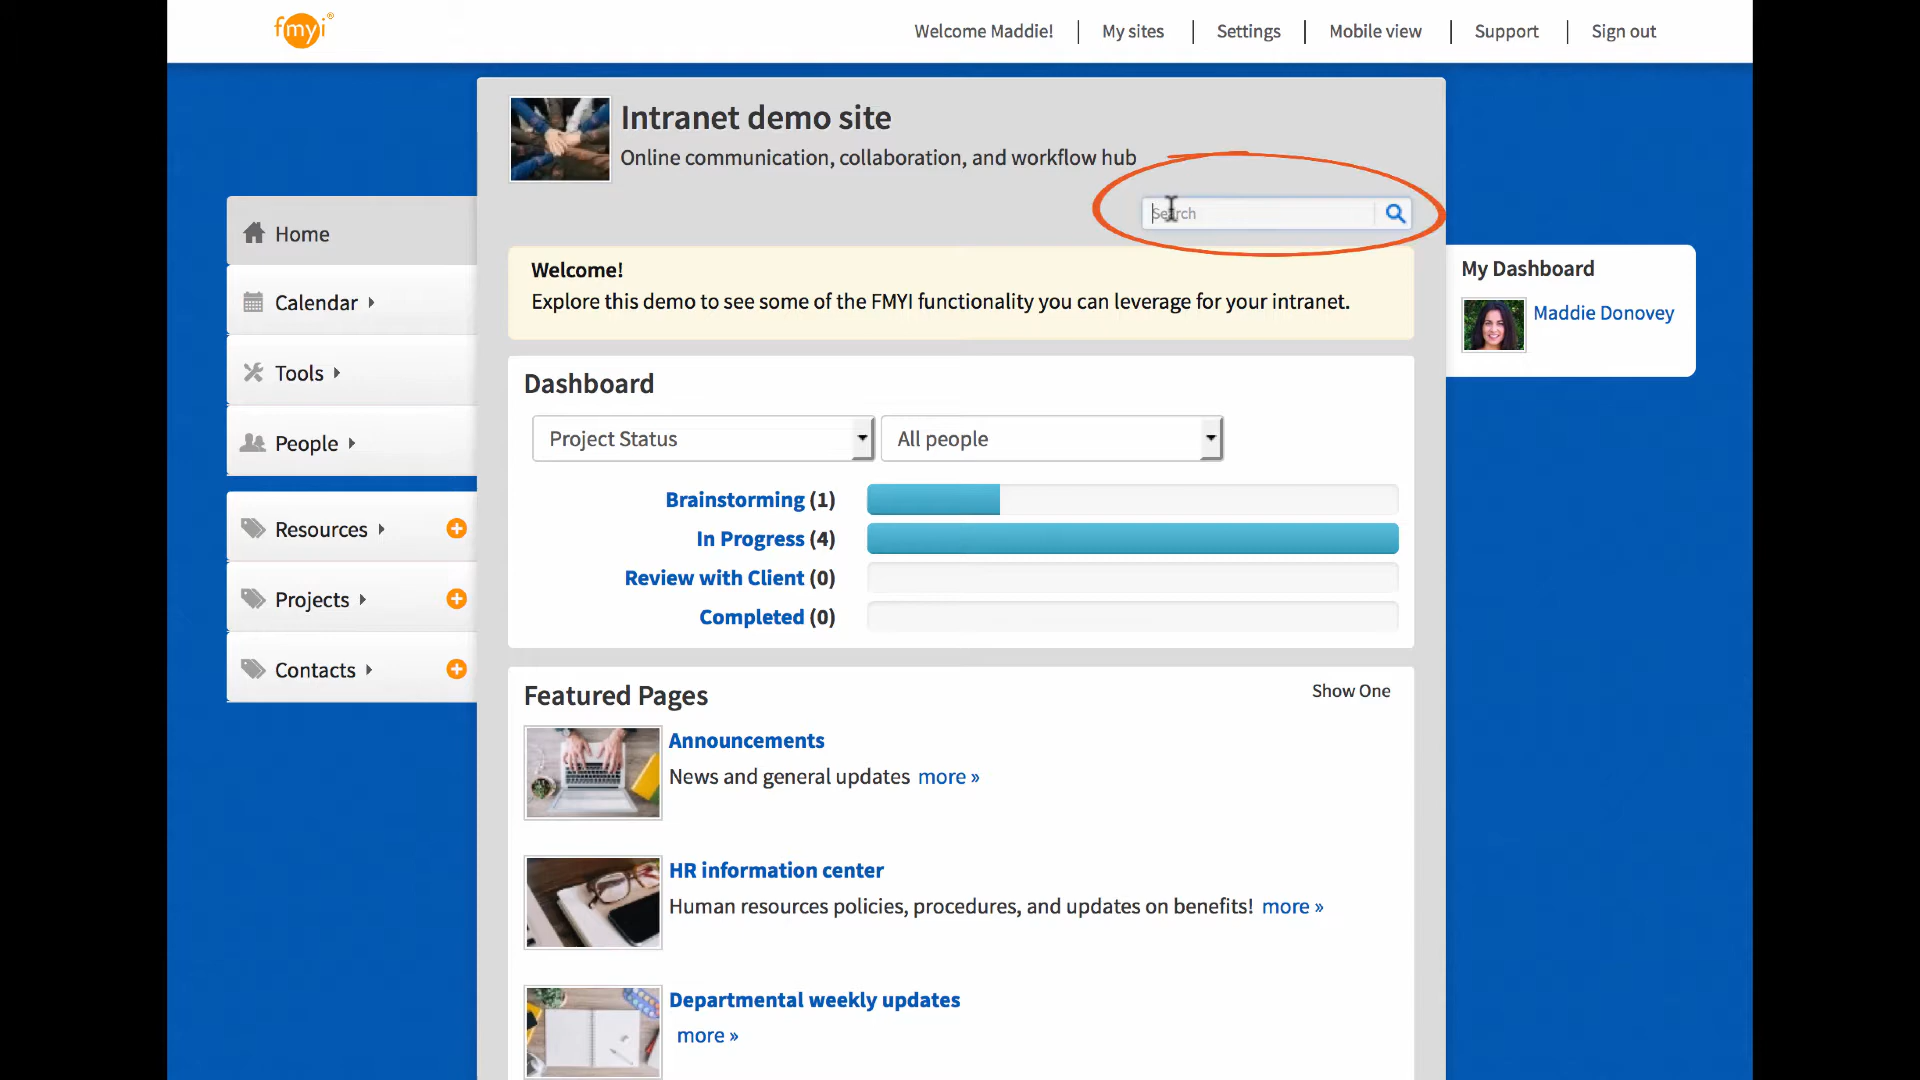 fmyi®
Welcome Maddie!
My sites
Settings
Mobile view
Support
Sign out
Intranet demo site
Online communication, collaboration, and workflow hub
Search
Home
Calendar
Tools
People
Resources
Projects
Contacts
Welcome!
Explore this demo to see some of the FMYI functionality you can leverage for your intranet.
My Dashboard
Maddie Donovey
Dashboard
Project Status
All people
Brainstorming (1)
In Progress (4)
Review with Client (0)
Completed (0)
Featured Pages
Show One
Announcements
News and general updates more »
HR information center
Human resources policies, procedures, and updates on benefits! more »
Departmental weekly updates
more »